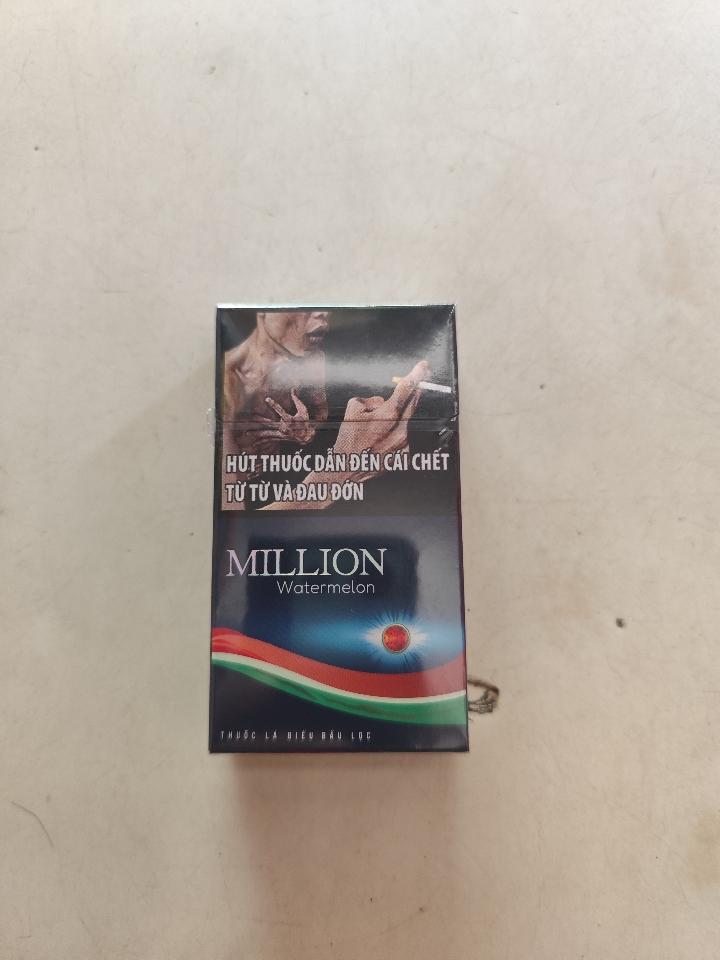 HÚT THUỐC DẪN ĐẾN CÁI CHẾT
TỪ TỪ VÀ ĐAU ĐỚN
MILLION
Watermelon
THUỐC LÁ ĐIẾU ĐẦU LỌC